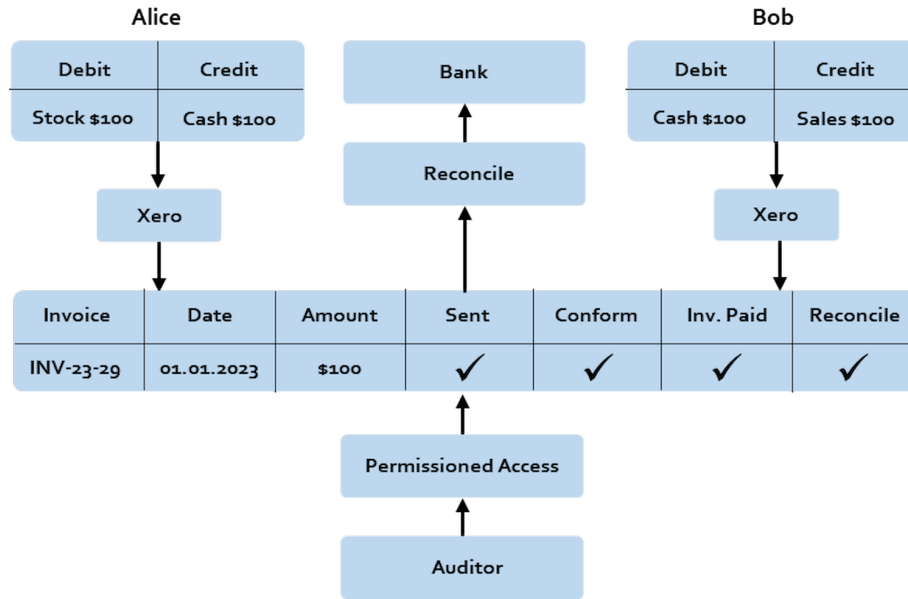 Alice
Bob
Debit Credit
Stock $100 Cash $100
Bank
Debit Credit
Cash $100 Sales $100
Reconcile
Xero
Xero
Invoice Date Amount Sent Conform Inv. Paid Reconcile
INV-23-29 01.01.2023 $100 ✓ ✓ ✓ ✓
Permissioned Access
Auditor